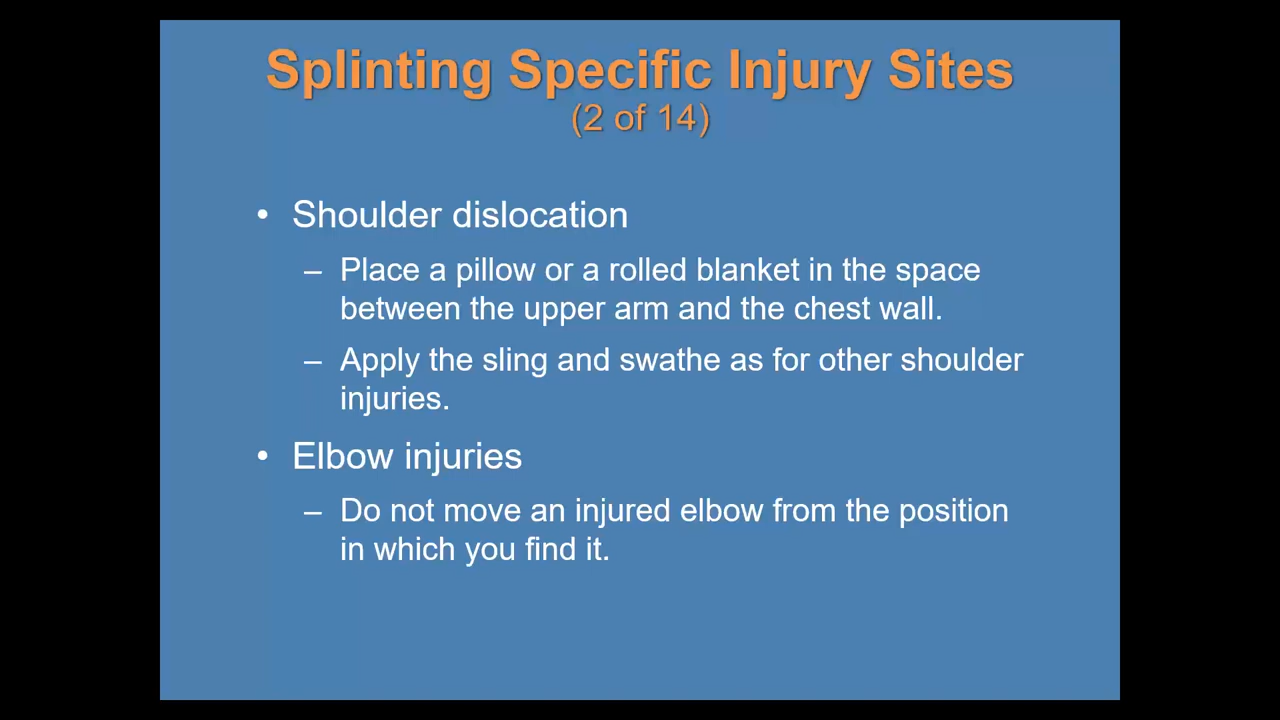 Splinting Specific Injury Sites
(2 of 14)
• Shoulder dislocation
– Place a pillow or a rolled blanket in the space
between the upper arm and the chest wall.
– Apply the sling and swathe as for other shoulder
injuries.
• Elbow injuries
– Do not move an injured elbow from the position
in which you find it.